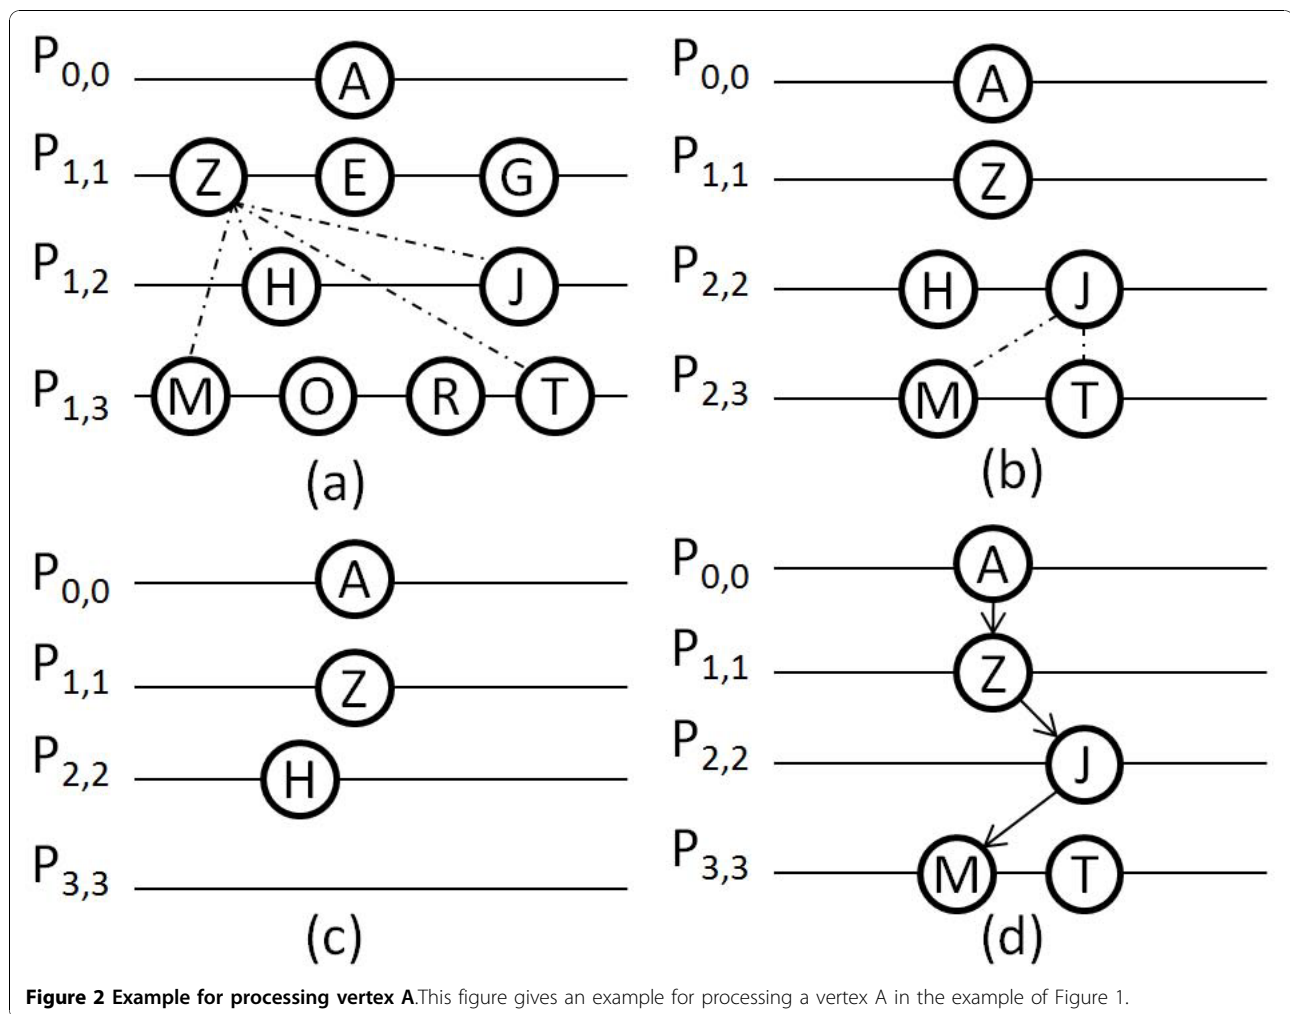 P0,0 A
P1,1 Z E G
P1,2 H J
P1,3 M O R T
(a)
P0,0 A
P1,1 Z
P2,2 H J
P2,3 M T
(b)
P0,0 A
P1,1 Z
P2,2 H
P3,3
(c)
P0,0 A
P1,1 Z
P2,2 J
P3,3 M T
(d)
Figure 2 Example for processing vertex A.This figure gives an example for processing a vertex A in the example of Figure 1.